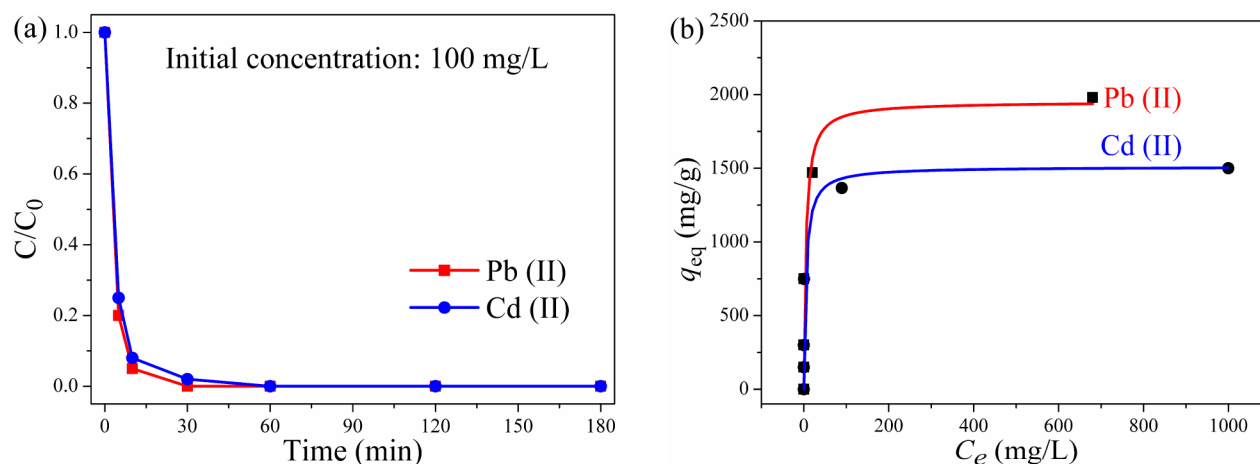 (a)
Initial concentration: 100 mg/L
C/C0
1.0
0.8
0.6
0.4
0.2
0.0
Pb (II)
Cd (II)
0 30 60 90 120 150 180
Time (min)
(b)
qeq (mg/g)
2500
2000
1500
1000
500
0
Pb (II)
Cd (II)
0 200 400 600 800 1000
Ce (mg/L)